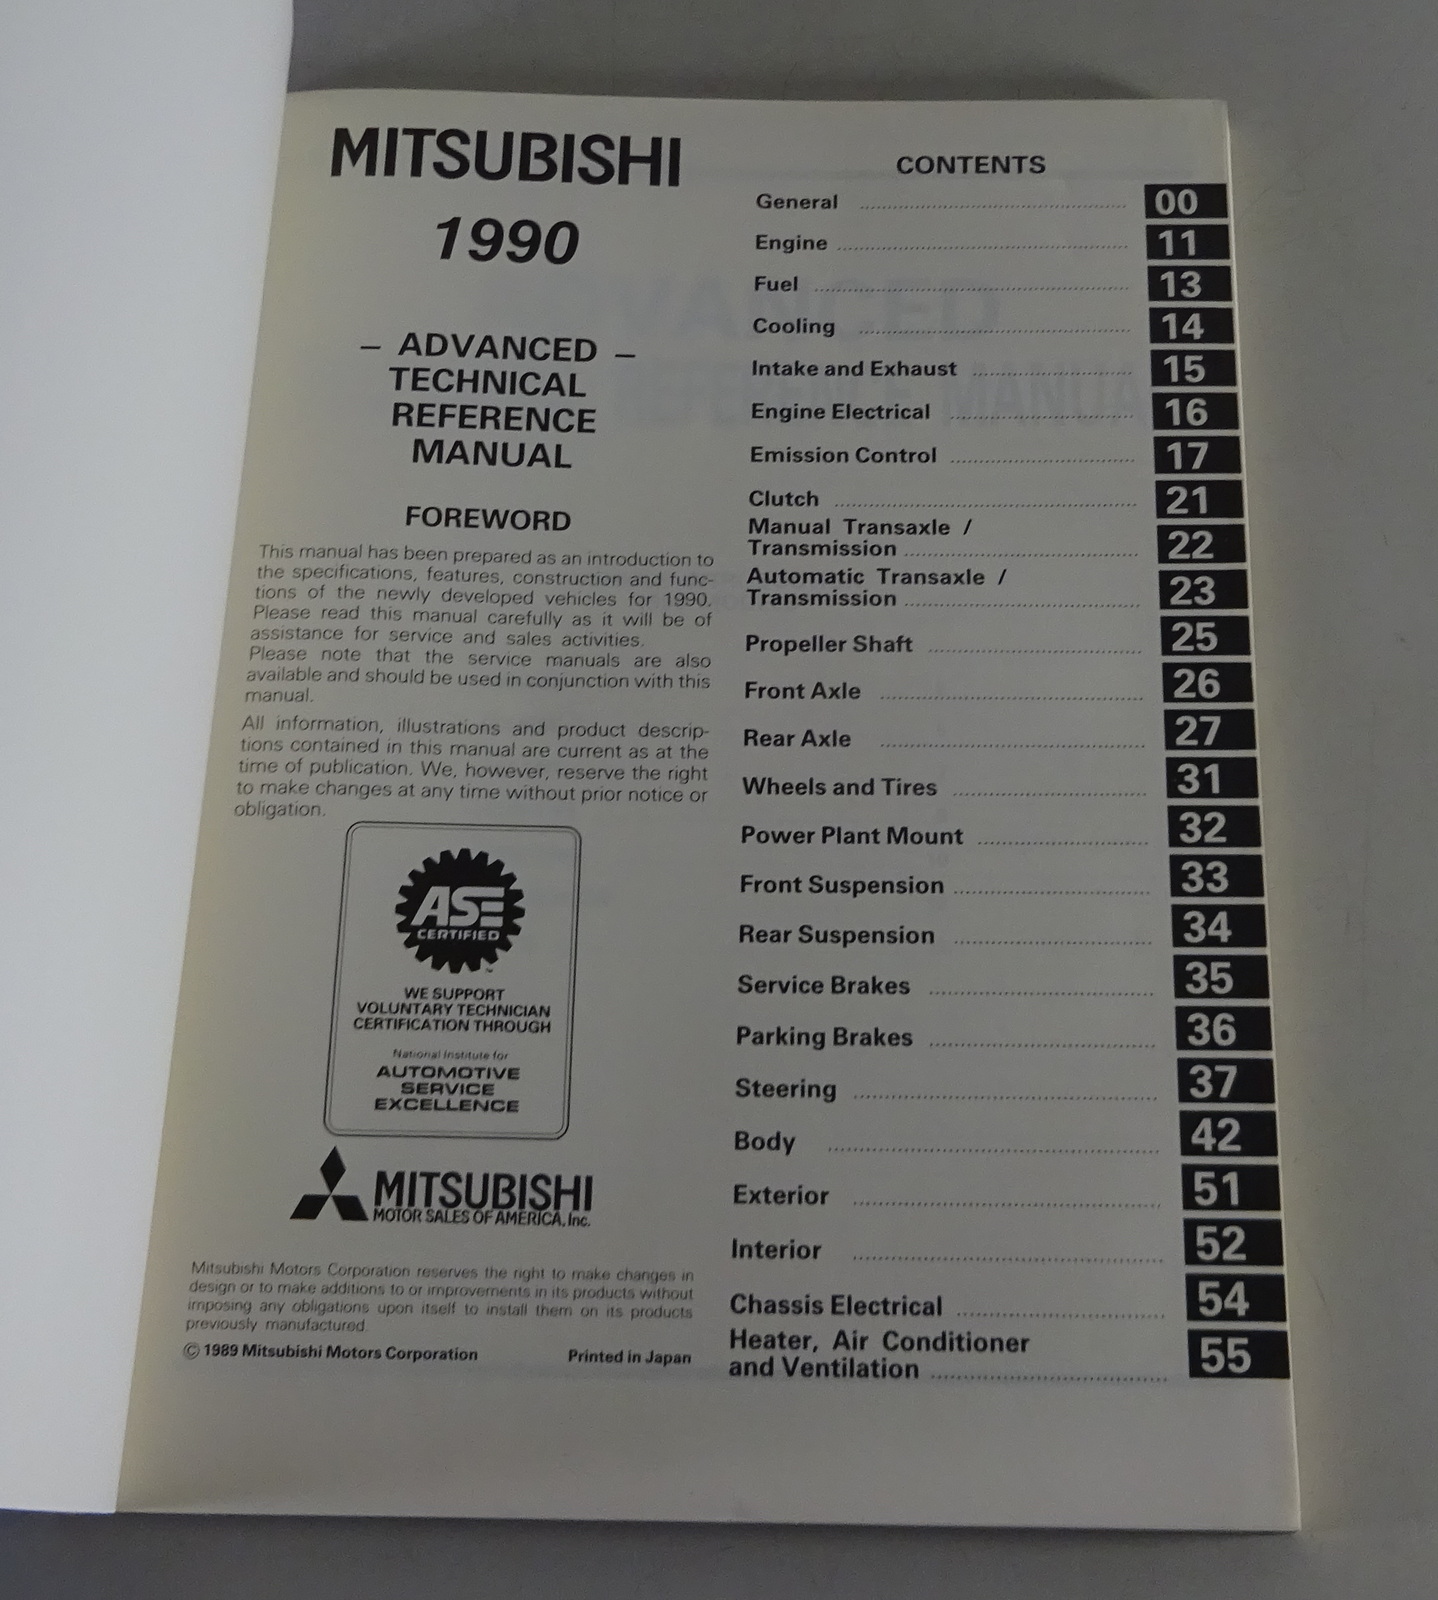 MITSUBISHI
1990
– ADVANCED –
TECHNICAL
REFERENCE
MANUAL
FOREWORD
This manual has been prepared as an introduction to
the specifications, features, construction and func-
tions of the newly developed vehicles for 1990.
Please read this manual carefully as it will be of
assistance for service and sales activities.
Please note that the service manuals are also
available and should be used in conjunction with this
manual.
All information, illustrations and product descrip-
tions contained in this manual are current as at the
time of publication. We, however, reserve the right
to make changes at any time without prior notice or
obligation.
ASE
CERTIFIED
™
WE SUPPORT
VOLUNTARY TECHNICIAN
CERTIFICATION THROUGH
National Institute for
AUTOMOTIVE
SERVICE
EXCELLENCE
MITSUBISHI
MOTOR SALES OF AMERICA, Inc.
Mitsubishi Motors Corporation reserves the right to make changes in
design or to make additions to or improvements in its products without
imposing any obligations upon itself to install them on its products
previously manufactured.
© 1989 Mitsubishi Motors Corporation Printed in Japan
CONTENTS
General 00
Engine 11
Fuel 13
Cooling 14
Intake and Exhaust 15
Engine Electrical 16
Emission Control 17
Clutch 21
Manual Transaxle /
Transmission 22
Automatic Transaxle /
Transmission 23
Propeller Shaft 25
Front Axle 26
Rear Axle 27
Wheels and Tires 31
Power Plant Mount 32
Front Suspension 33
Rear Suspension 34
Service Brakes 35
Parking Brakes 36
Steering 37
Body 42
Exterior 51
Interior 52
Chassis Electrical 54
Heater, Air Conditioner
and Ventilation 55